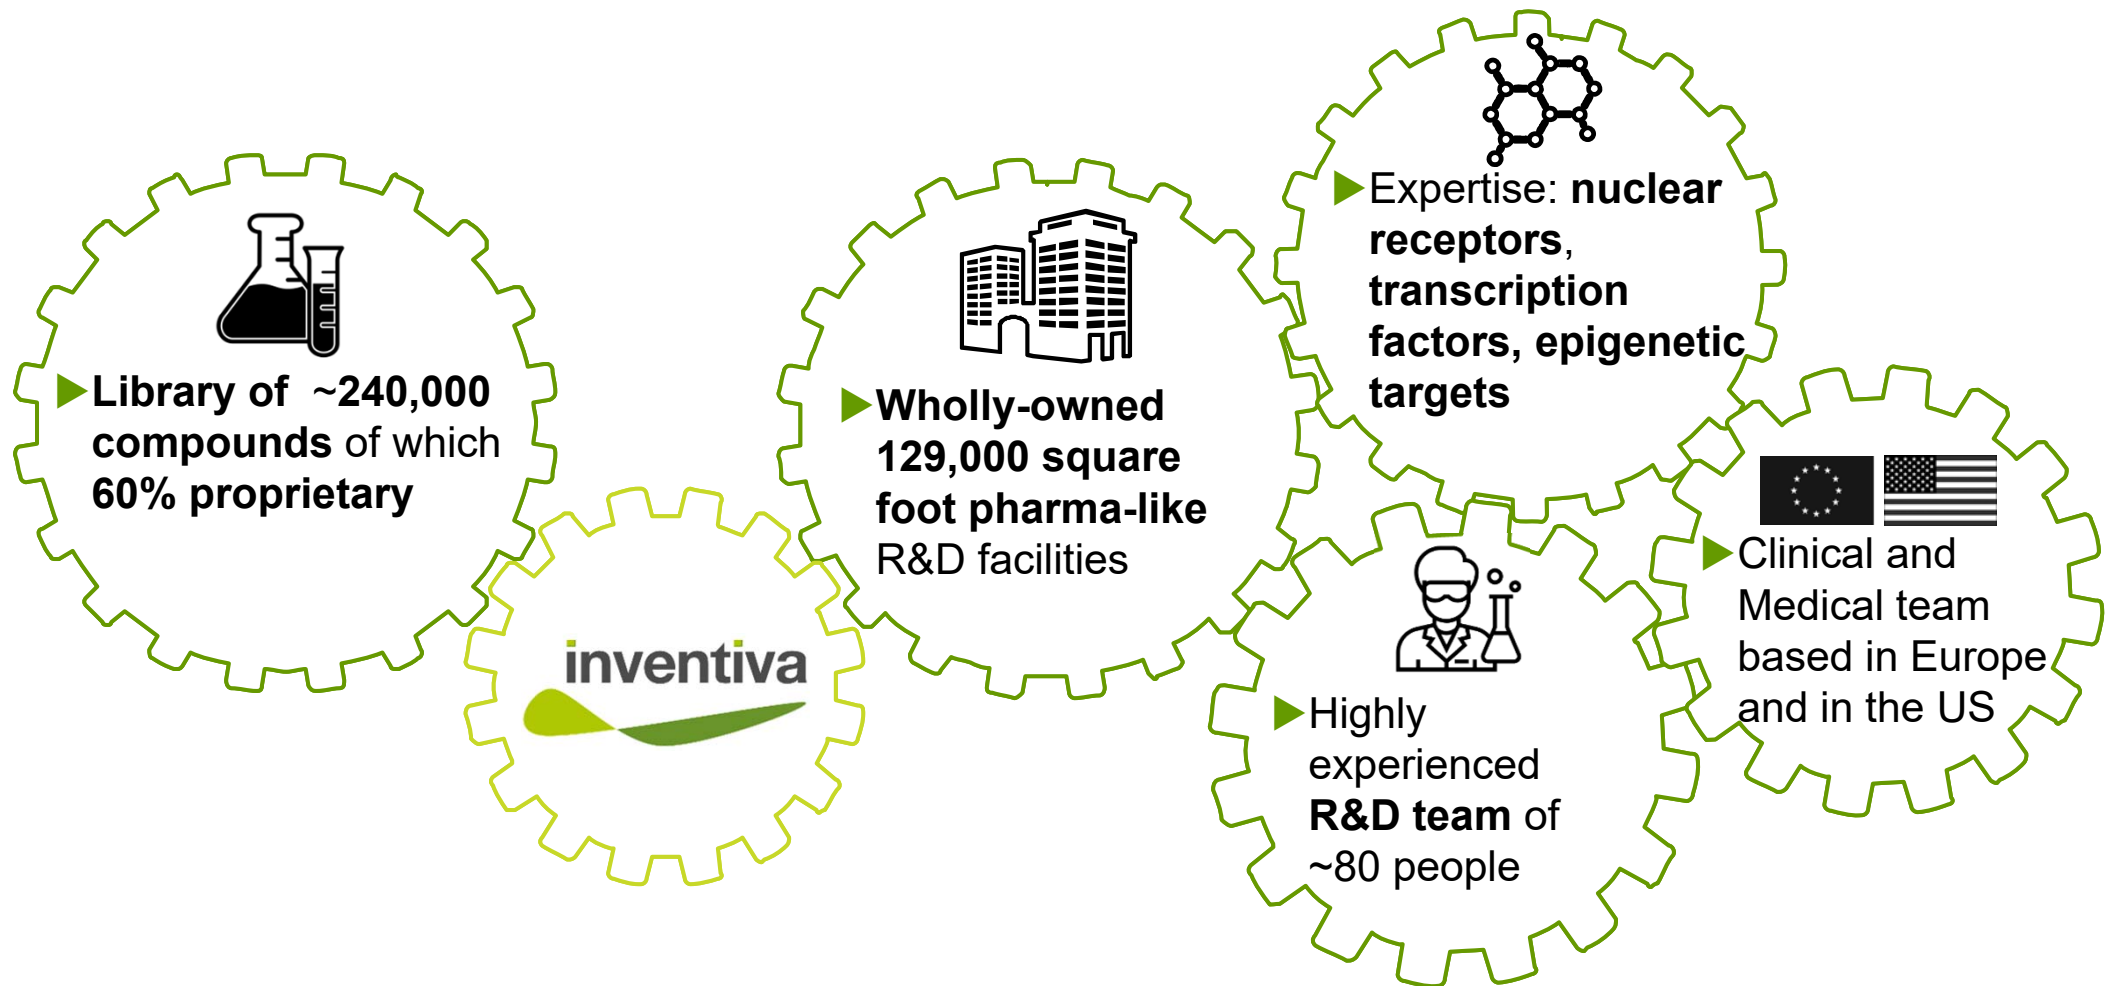 Library of ~240,000
compounds of which
60% proprietary
inventiva
Wholly-owned
129,000 square
foot pharma-like
R&D facilities
Expertise: nuclear
receptors,
transcription
factors, epigenetic
targets
Highly
experienced
R&D team of
~80 people
Clinical and
Medical team
based in Europe
and in the US